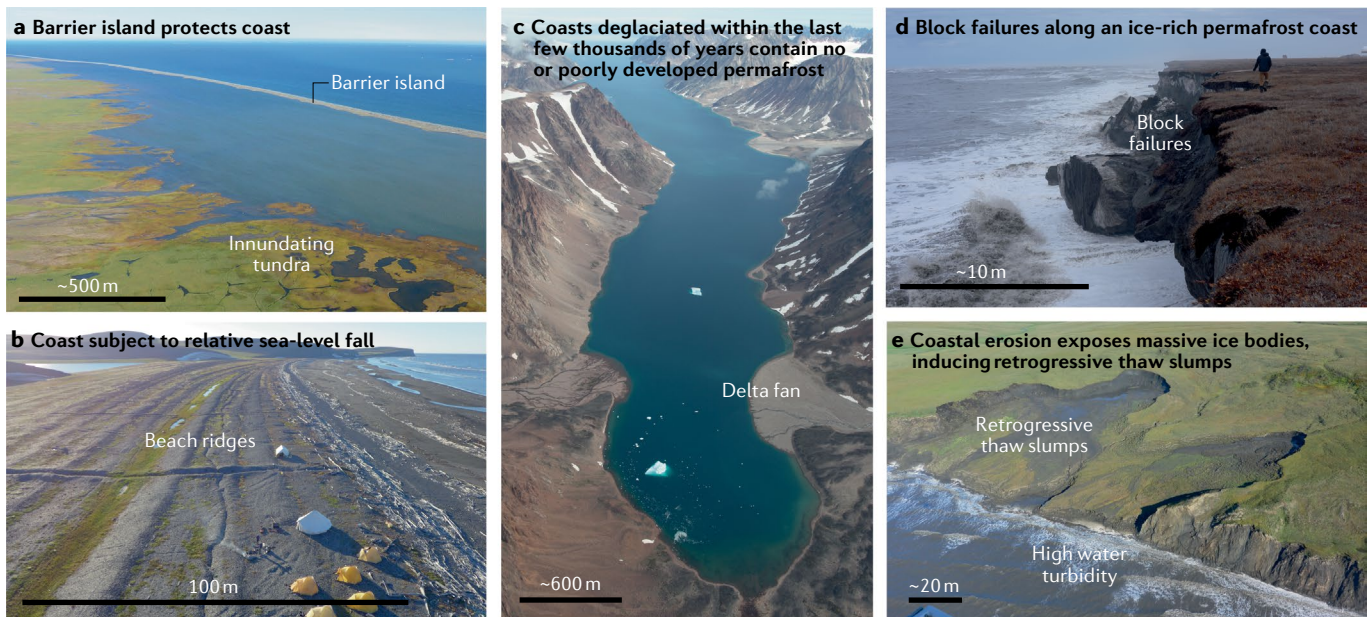 a Barrier island protects coast
Barrier island
Innundating
tundra
~500 m
b Coast subject to relative sea-level fall
Beach ridges
100 m
c Coasts deglaciated within the last
few thousands of years contain no
or poorly developed permafrost
Delta fan
~600 m
d Block failures along an ice-rich permafrost coast
Block
failures
~10 m
e Coastal erosion exposes massive ice bodies,
inducing retrogressive thaw slumps
Retrogressive
thaw slumps
High water
turbidity
~20 m